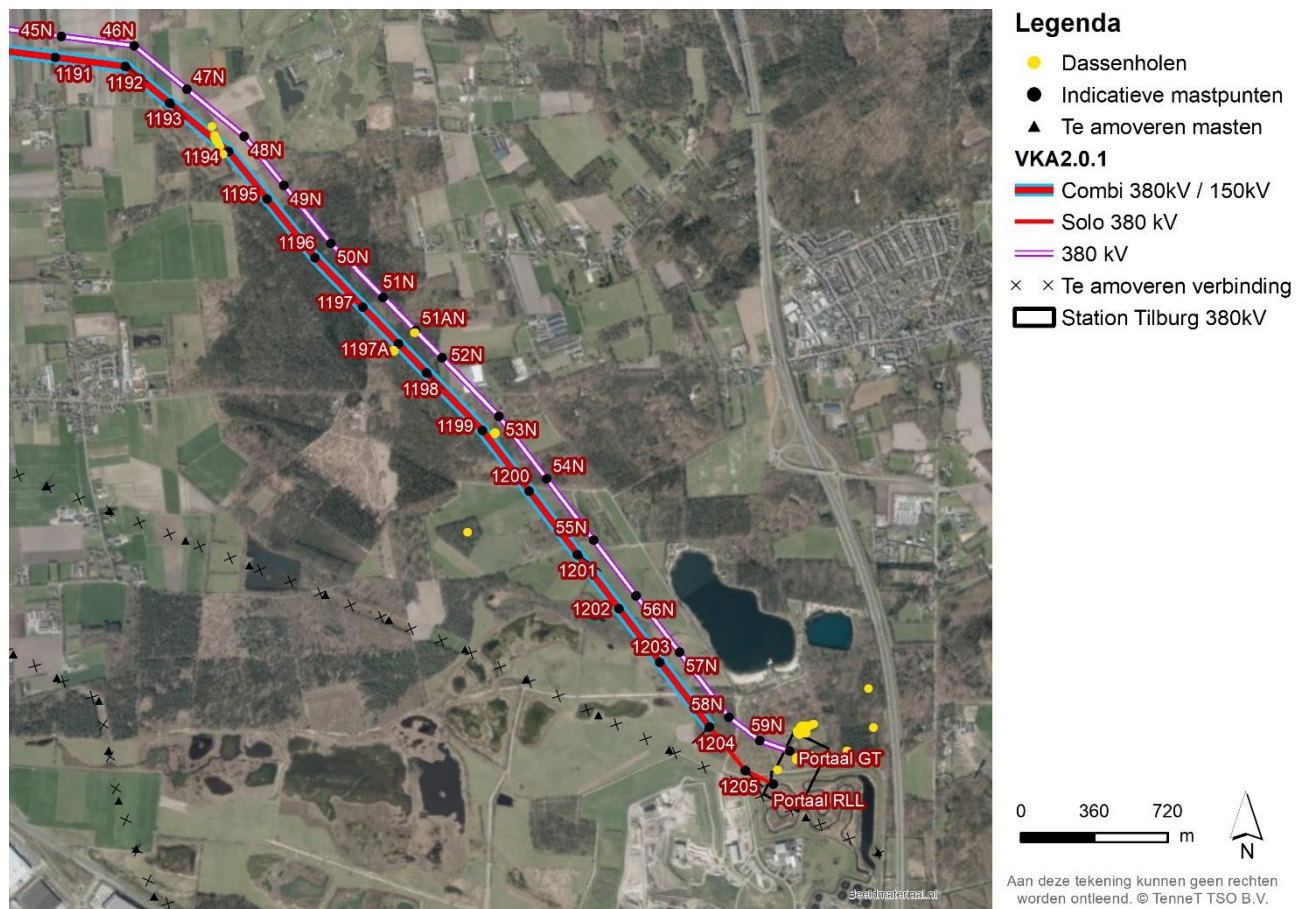 45N
46N
1191
1192
47N
1193
48N
1194
49N
1195
1196
50N
51N
1197
51AN
1197A
52N
1198
53N
1199
54N
1200
55N
1201
56N
1202
1203
57N
58N
59N
1204
Portaal GT
1205
Portaal RLL
Beeldmateriaal.nl
Legenda
Dassenholen
Indicatieve mastpunten
Te amoveren masten
VKA2.0.1
Combi 380kV / 150kV
Solo 380 kV
380 kV
Te amoveren verbinding
Station Tilburg 380kV
0 360 720
m
N
Aan deze tekening kunnen geen rechten
worden ontleend. © TenneT TSO B.V.